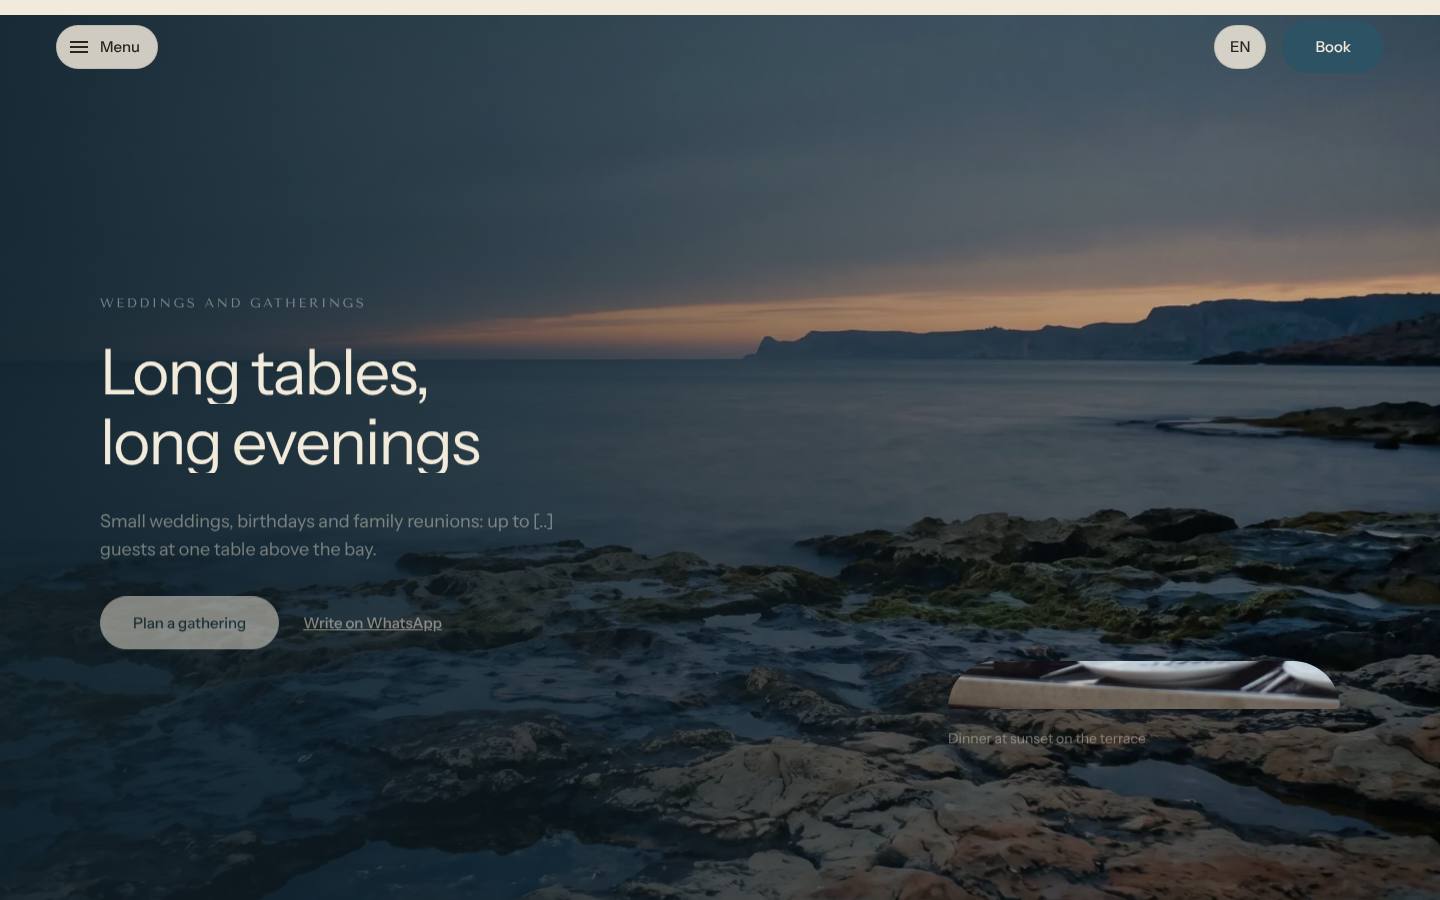 Menu
EN
Book
WEDDINGS AND GATHERINGS
Long tables,
long evenings
Small weddings, birthdays and family reunions: up to [..]
guests at one table above the bay.
Plan a gathering
Write on WhatsApp
Dinner at sunset on the terrace